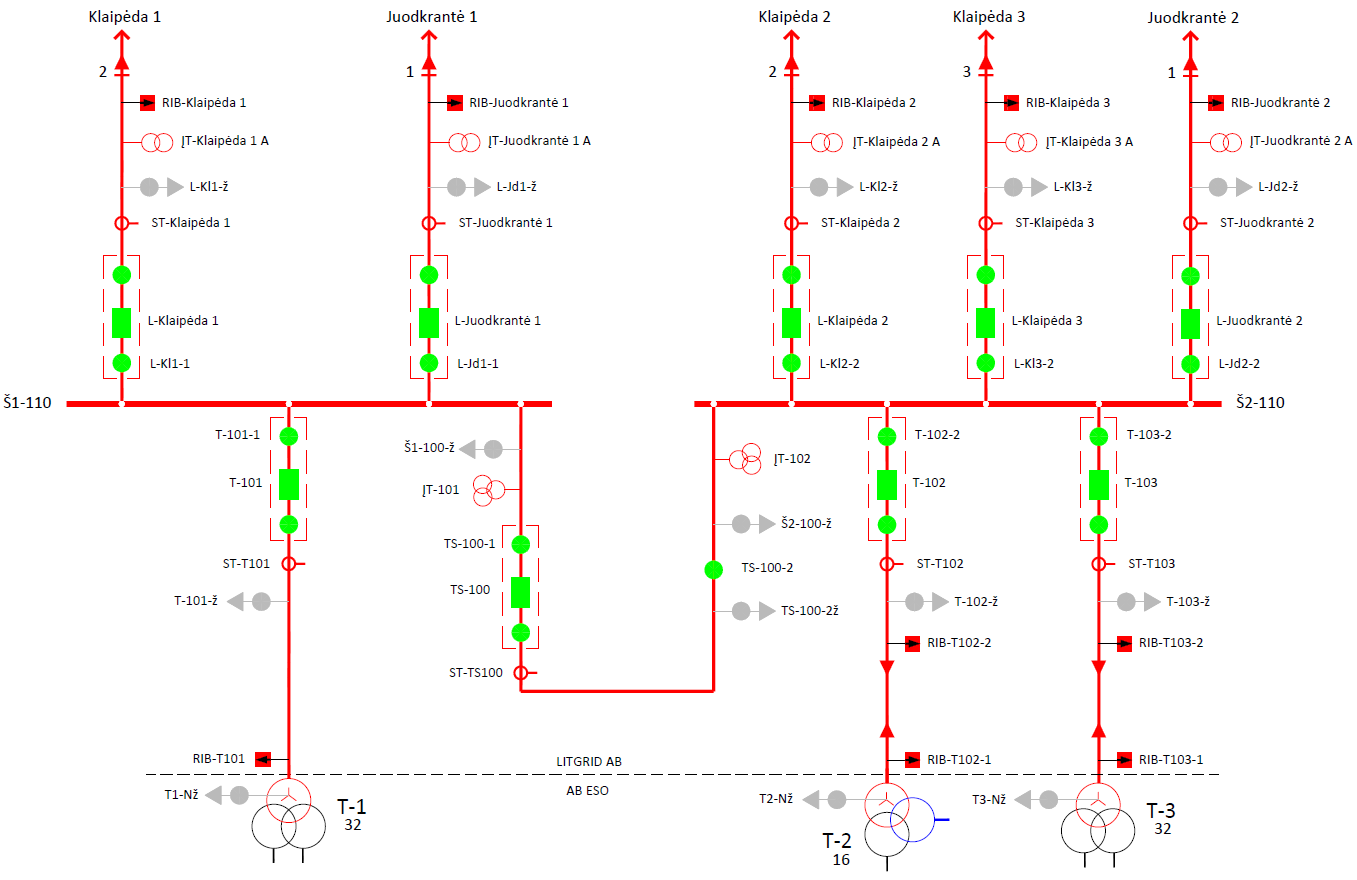 Klaipėda 1
Juodkrantė 1
Klaipėda 2
Klaipėda 3
Juodkrantė 2
2
1
2
3
1
RIB-Klaipėda 1
RIB-Juodkrantė 1
RIB-Klaipėda 2
RIB-Klaipėda 3
RIB-Juodkrantė 2
ĮT-Klaipėda 1 A
ĮT-Juodkrantė 1 A
ĮT-Klaipėda 2 A
ĮT-Klaipėda 3 A
ĮT-Juodkrantė 2 A
L-Kl1-ž
L-Jd1-ž
L-Kl2-ž
L-Kl3-ž
L-Jd2-ž
ST-Klaipėda 1
ST-Juodkrantė 1
ST-Klaipėda 2
ST-Klaipėda 3
ST-Juodkrantė 2
L-Klaipėda 1
L-Juodkrantė 1
L-Klaipėda 2
L-Klaipėda 3
L-Juodkrantė 2
L-Kl1-1
L-Jd1-1
L-Kl2-2
L-Kl3-2
L-Jd2-2
Š1-110
Š2-110
T-101-1
Š1-100-ž
ĮT-102
T-102-2
T-103-2
T-101
ĮT-101
T-102
T-103
Š2-100-ž
TS-100-1
ST-T101
TS-100-2
ST-T102
ST-T103
TS-100
T-101-ž
TS-100-2ž
T-102-ž
T-103-ž
RIB-T102-2
RIB-T103-2
ST-TS100
RIB-T101
LITGRID AB
RIB-T102-1
RIB-T103-1
AB ESO
T1-Nž
T2-Nž
T3-Nž
T-1
32
T-2
16
T-3
32